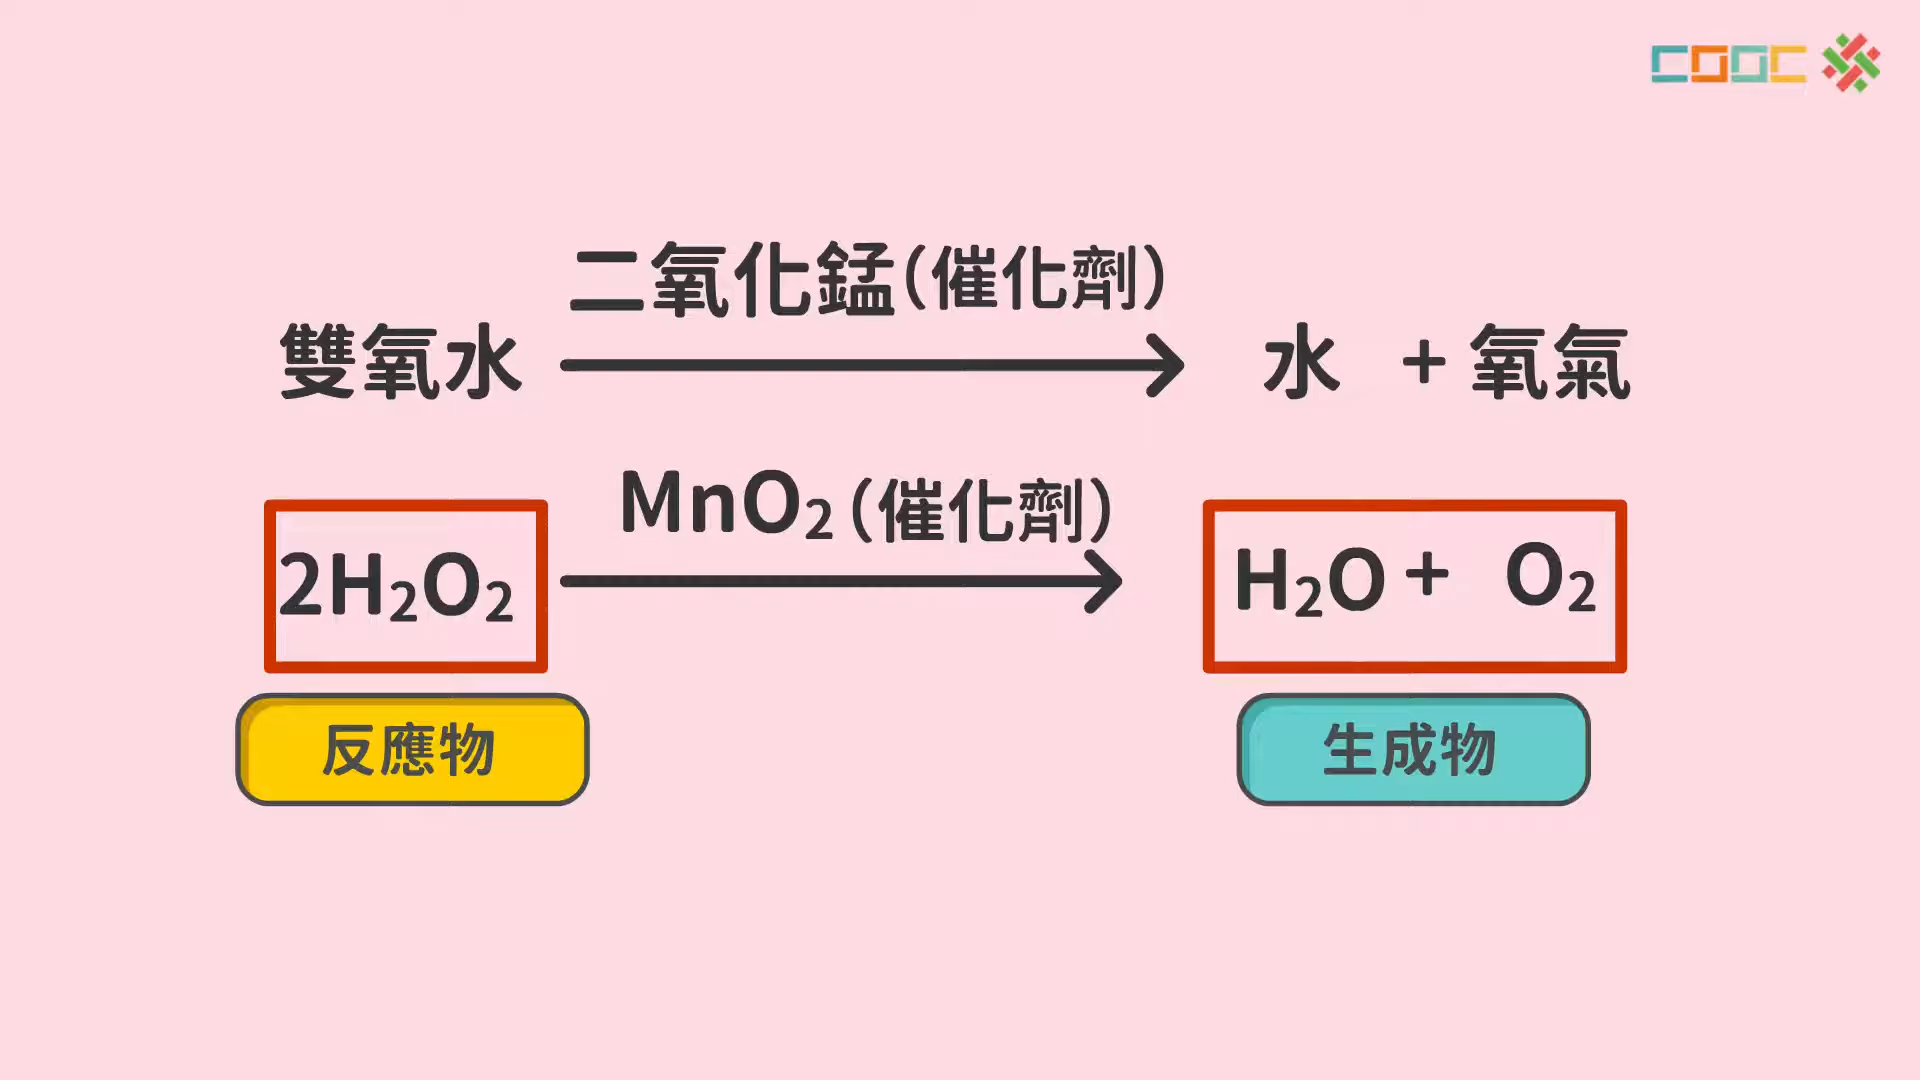 COOC
二氧化錳(催化劑)
雙氧水 水 + 氧氣
MnO₂(催化劑)
2H₂O₂ H₂O + O₂
反應物 生成物